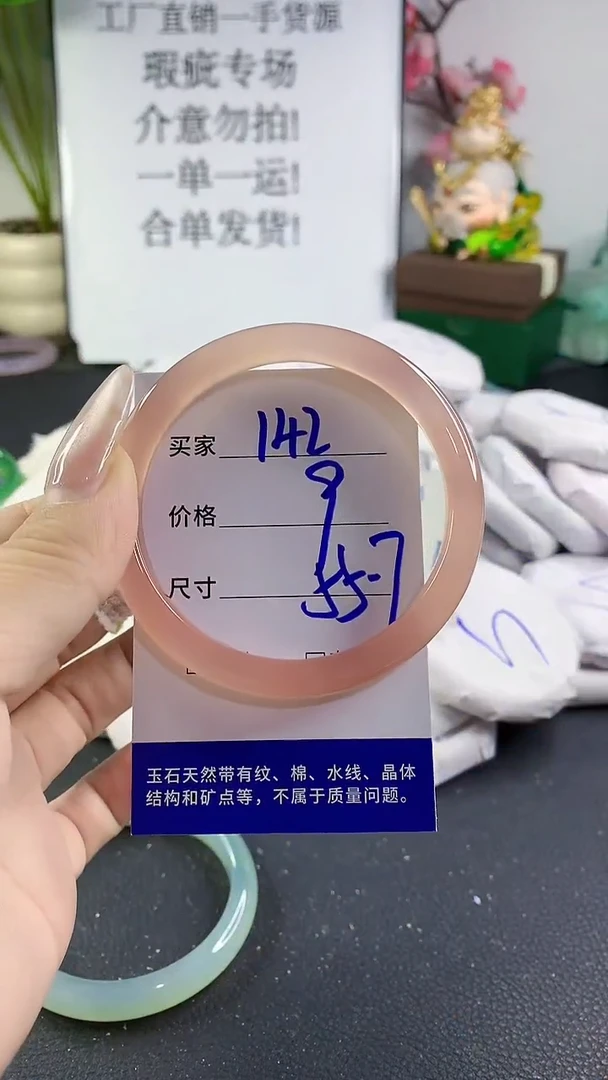 工厂直销一手货源
瑕疵专场
介意勿拍!
一单一运!
合单发货!
买家 142
价格 9
尺寸 55.7
玉石天然带有纹、棉、水线、晶体
结构和矿点等，不属于质量问题。
5